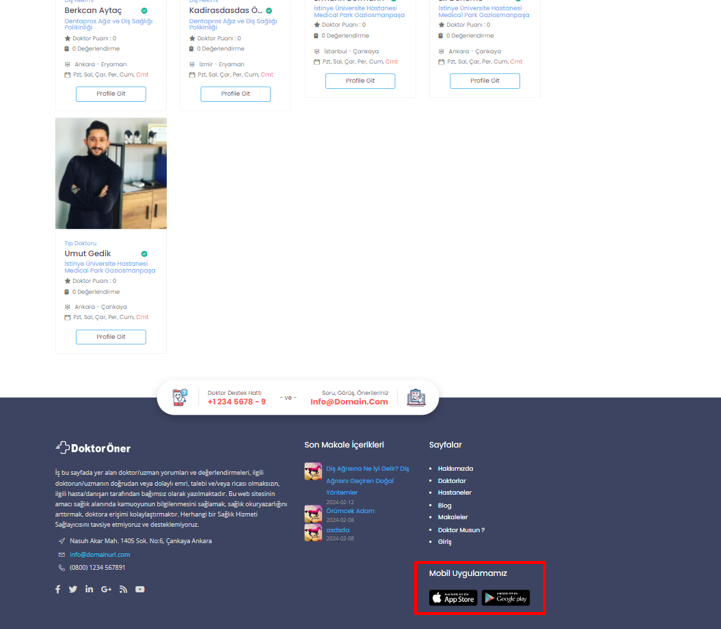 Berkcan Aytaç
Dentapros Ağız ve Diş Sağlığı
Polikliniği
Doktor Puanı : 0
0 Değerlendirme
Ankara - Eryaman
Pzt, Sal, Çar, Per, Cum, Cmt
Profile Git
Kadirasdasdas Ö...
Dentapros Ağız ve Diş Sağlığı
Polikliniği
Doktor Puanı : 0
0 Değerlendirme
İzmir - Eryaman
Pzt, Sal, Çar, Per, Cum, Cmt
Profile Git
İstinye Üniversite Hastanesi
Medical Park Gaziosmanpaşa
Doktor Puanı : 0
0 Değerlendirme
İstanbul - Çankaya
Pzt, Sal, Çar, Per, Cum, Cmt
Profile Git
İstinye Üniversite Hastanesi
Medical Park Gaziosmanpaşa
Doktor Puanı : 0
0 Değerlendirme
Ankara - Çankaya
Pzt, Sal, Çar, Per, Cum, Cmt
Profile Git
Tıp Doktoru
Umut Gedik
İstinye Üniversite Hastanesi
Medical Park Gaziosmanpaşa
Doktor Puanı : 0
0 Değerlendirme
Ankara - Çankaya
Pzt, Sal, Çar, Per, Cum, Cmt
Profile Git
Doktor Destek Hattı
+1 234 5678 - 9
- ve -
Soru, Görüş, Önerileriniz
Info@Domain.Com
DoktorÖner
İş bu sayfada yer alan doktor/uzman yorumları ve değerlendirmeleri, ilgili
doktorun/uzmanın doğrudan veya dolaylı emri, talebi ve/veya ricası olmaksızın,
ilgili hasta/danışan tarafından bağımsız olarak yazılmaktadır. Bu web sitesinin
amacı sağlık alanında kamuoyunun bilgilenmesini sağlamak, sağlık okuryazarlığını
arttırmak, doktora erişimi kolaylaştırmaktır. Herhangi bir Sağlık Hizmeti
Sağlayıcısını tavsiye etmiyoruz ve desteklemiyoruz.
Nasuh Akar Mah. 1405 Sok. No:6, Çankaya Ankara
info@domainurl.com
(0800) 1234 567891
Son Makale İçerikleri
Diş Ağrısına Ne İyi Gelir? Diş
Ağrısını Geçiren Doğal
Yöntemler
2024-02-12
Örümcek Adam
2024-02-08
asdsda
2024-02-08
Sayfalar
Hakkımızda
Doktorlar
Hastaneler
Blog
Makaleler
Doktor Musun ?
Giriş
Mobil Uygulamamız
App Store
Google play